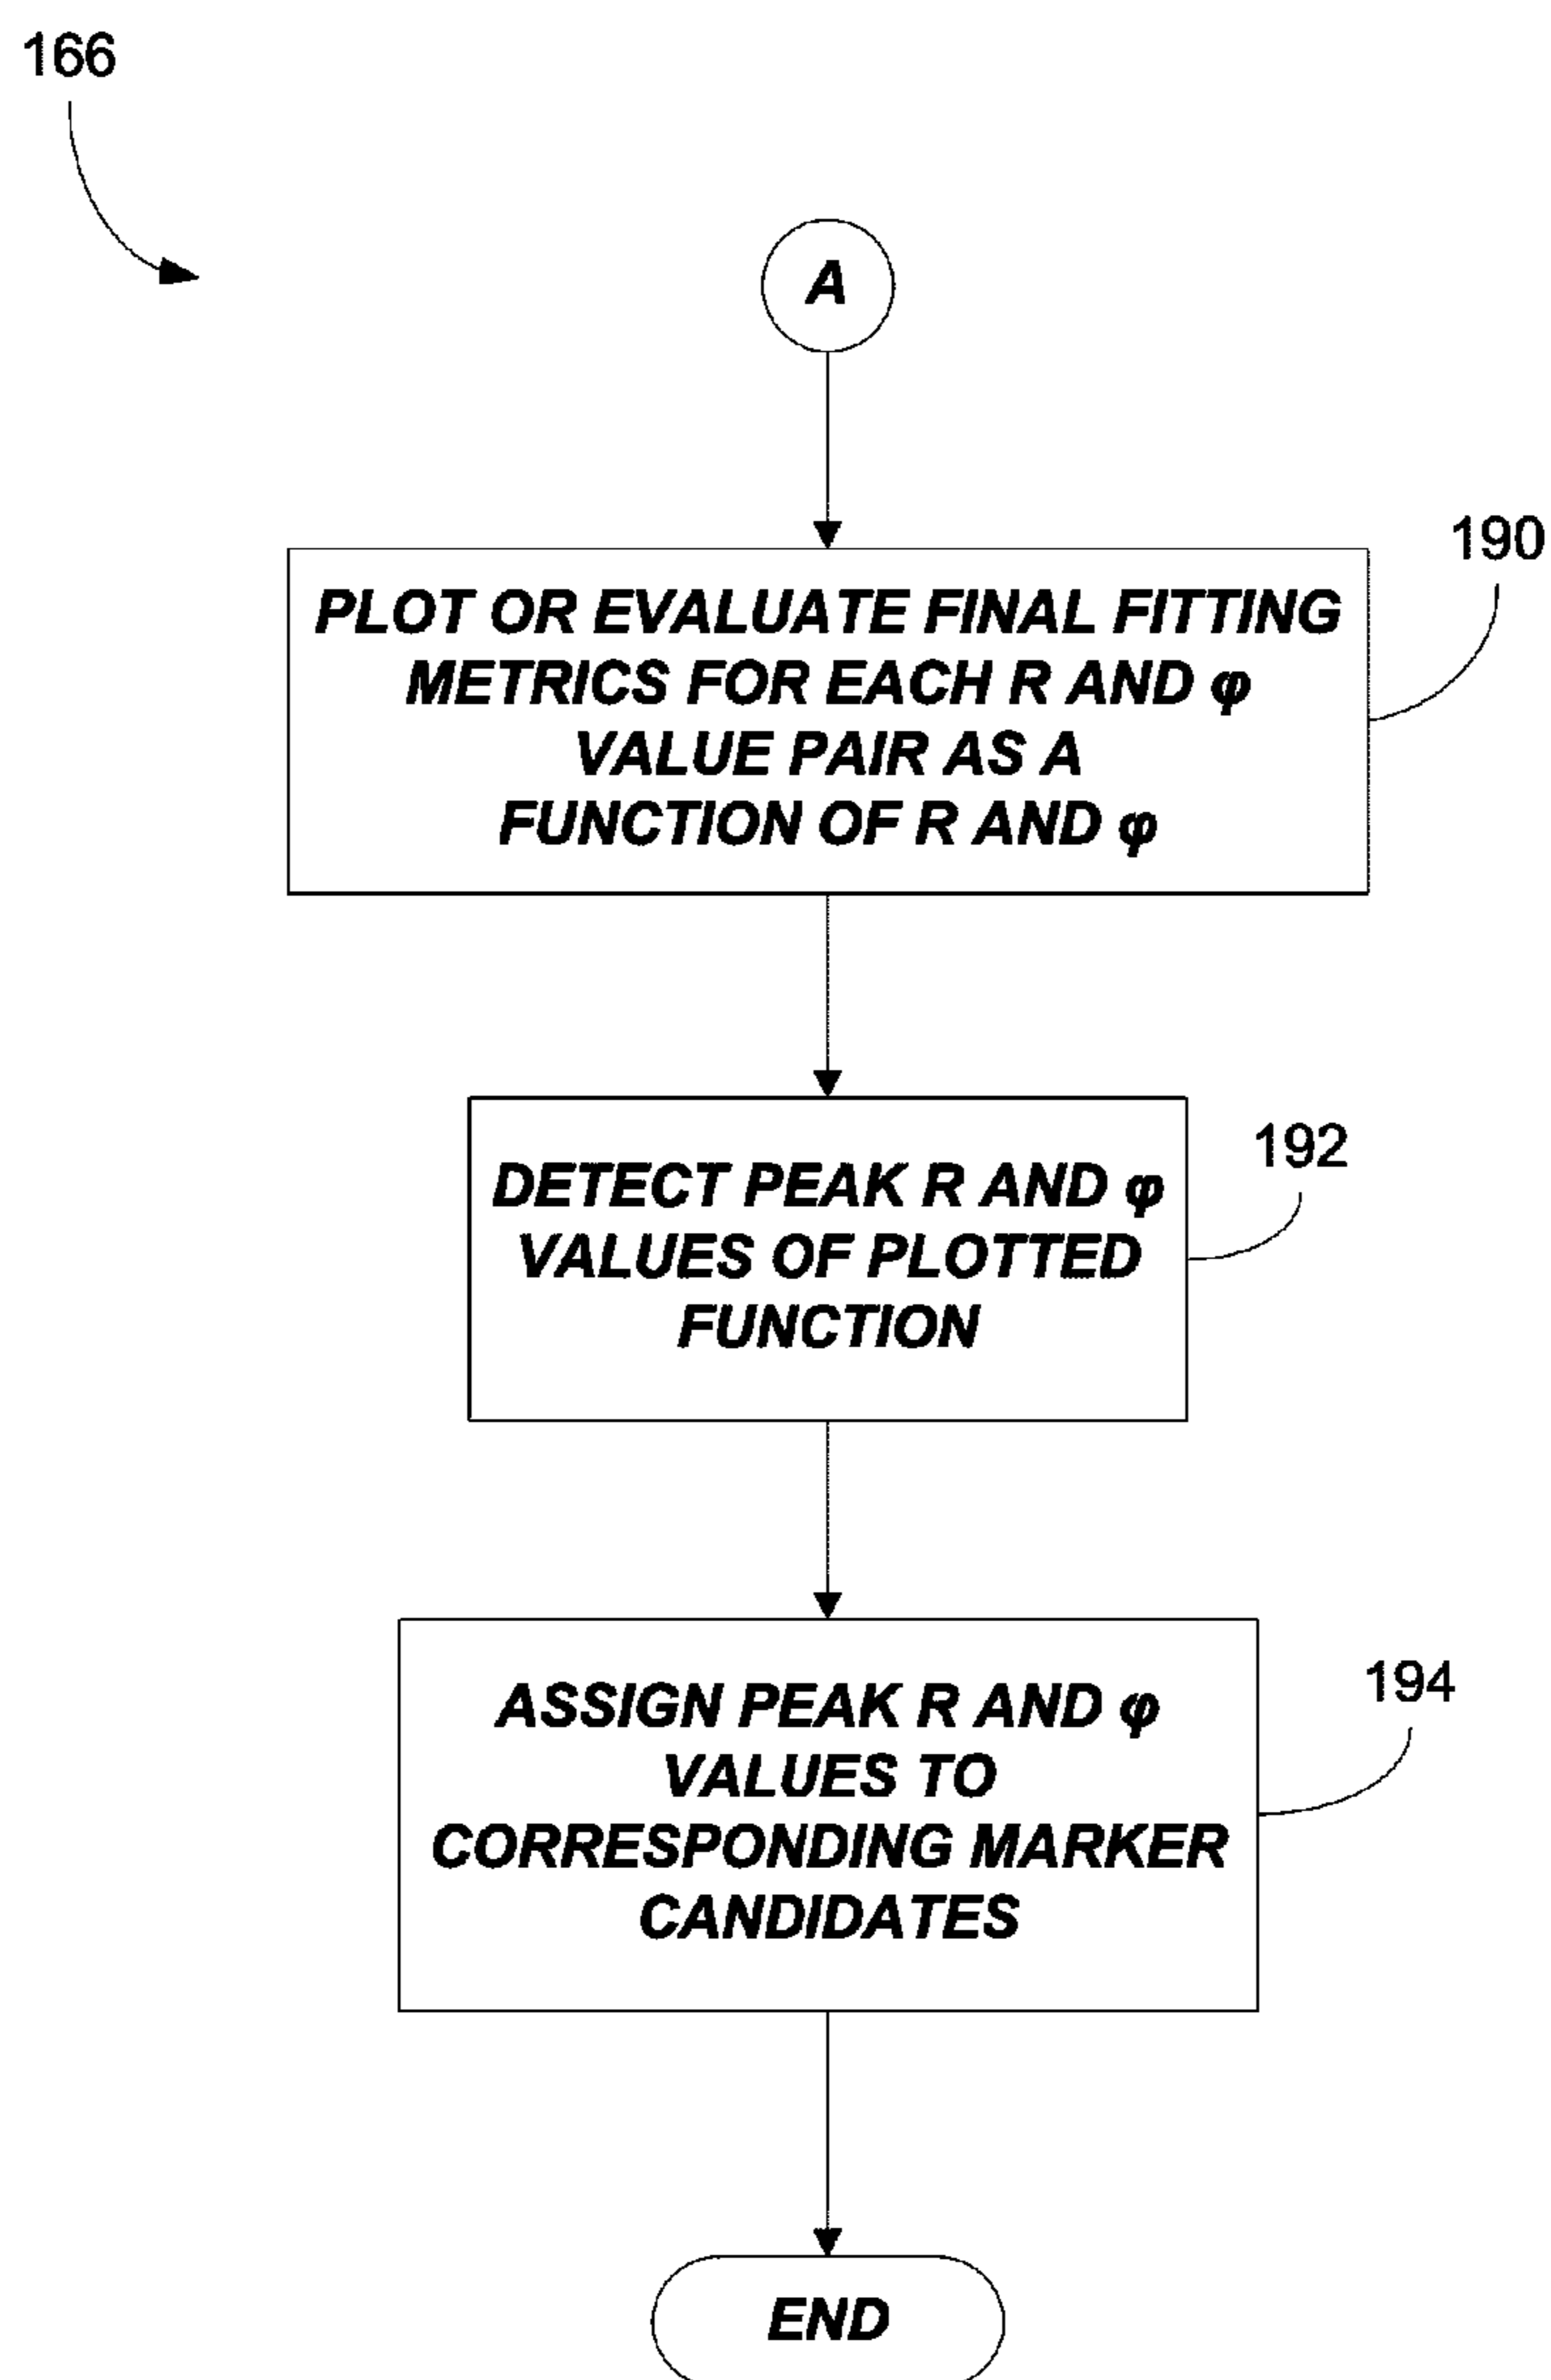 166
A
190
PLOT OR EVALUATE FINAL FITTING
METRICS FOR EACH R AND φ
VALUE PAIR AS A
FUNCTION OF R AND φ
192
DETECT PEAK R AND φ
VALUES OF PLOTTED
FUNCTION
194
ASSIGN PEAK R AND φ
VALUES TO
CORRESPONDING MARKER
CANDIDATES
END